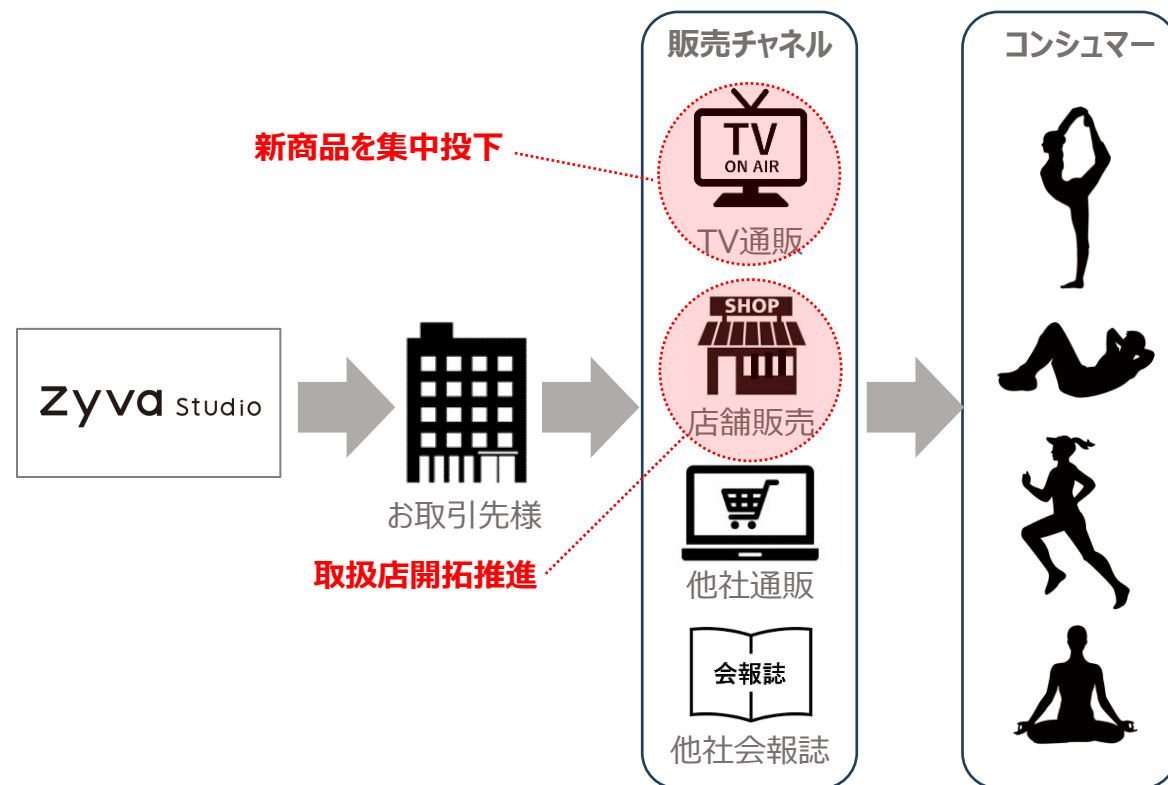 販売チャネル
コンシュマー
新商品を集中投下
TV
ON AIR
TV通販
SHOP
店舗販売
zyva Studio
お取引先様
取扱店開拓推進
他社通販
会報誌
他社会報誌